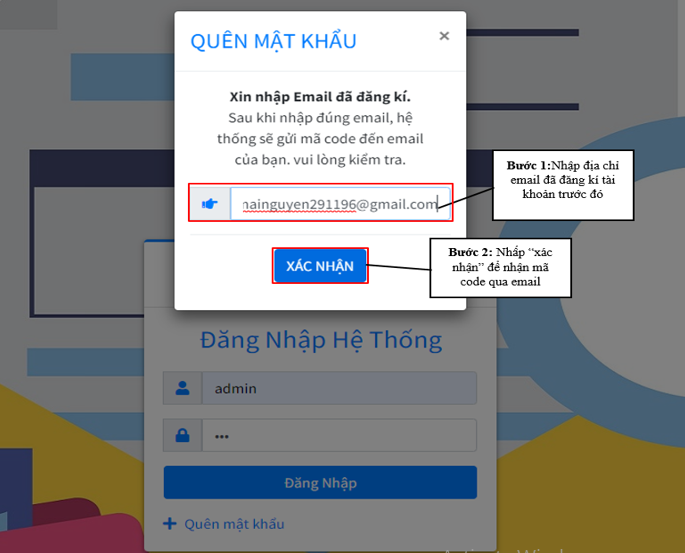 QUÊN MẬT KHẨU
×
Xin nhập Email đã đăng kí.
Sau khi nhập đúng email, hệ
thống sẽ gửi mã code đến email
của bạn. vui lòng kiểm tra.
nainguyen291196@gmail.com
XÁC NHẬN
Bước 1:Nhập địa chỉ
email đã đăng kí tài
khoản trước đó
Bước 2: Nhấp “xác
nhận” để nhận mã
code qua email
Đăng Nhập Hệ Thống
admin
•••
Đăng Nhập
Quên mật khẩu